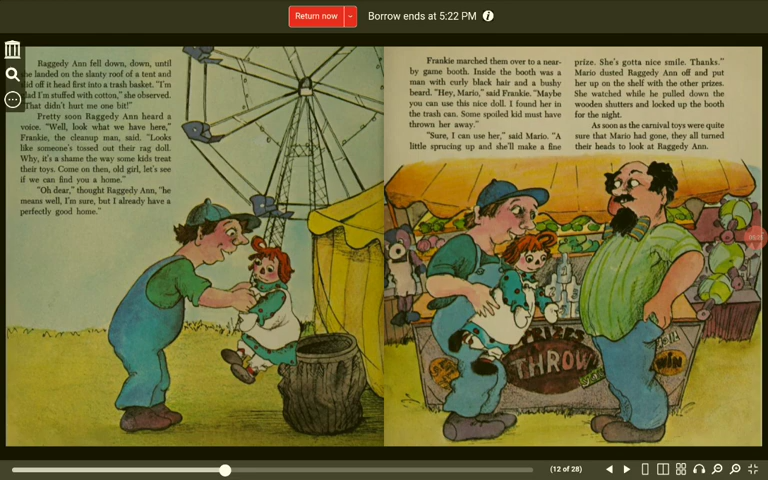 Return now
Borrow ends at 5:22 PM
Raggedy Ann fell down, down, until
she landed on the slanty roof of a tent and
slid off it head first into a trash basket. "I'm
glad I'm stuffed with cotton," she observed.
"That didn't hurt me one bit!"
Pretty soon Raggedy Ann heard a
voice. "Well, look what we have here,"
Frankie, the cleanup man, said. "Looks
like someone's tossed out their rag doll.
Why, it's a shame the way some kids treat
their toys. Come on then, old girl, let's see
if we can find you a home."
"Oh dear," thought Raggedy Ann, "he
means well, I'm sure, but I already have a
perfectly good home."
Frankie marched them over to a near-
by game booth. Inside the booth was a
man with curly black hair and a bushy
beard. "Hey, Mario," said Frankie. "Maybe
you can use this nice doll. I found her in
the trash can. Some spoiled kid must have
thrown her away."
"Sure, I can use her," said Mario. "A
little sprucing up and she'll make a fine
prize. She's gotta nice smile. Thanks."
Mario dusted Raggedy Ann off and put
her up on the shelf with the other prizes.
She watched while he pulled down the
wooden shutters and locked up the booth
for the night.
As soon as the carnival toys were quite
sure that Mario had gone, they all turned
their heads to look at Raggedy Ann.
PRIZES
THROW
WIN
(12 of 28)